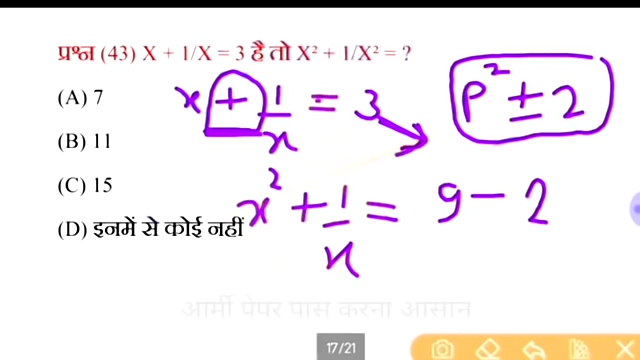 प्रश्न (43) X + 1/X = 3 है तो X² + 1/X² = ?
(A) 7
x + 1/x = 3
P² ± 2
(B) 11
(C) 15
x² + 1/x = 9 - 2
(D) इनमें से कोई नहीं
आर्मी पेपर पास करना आसान
17/21